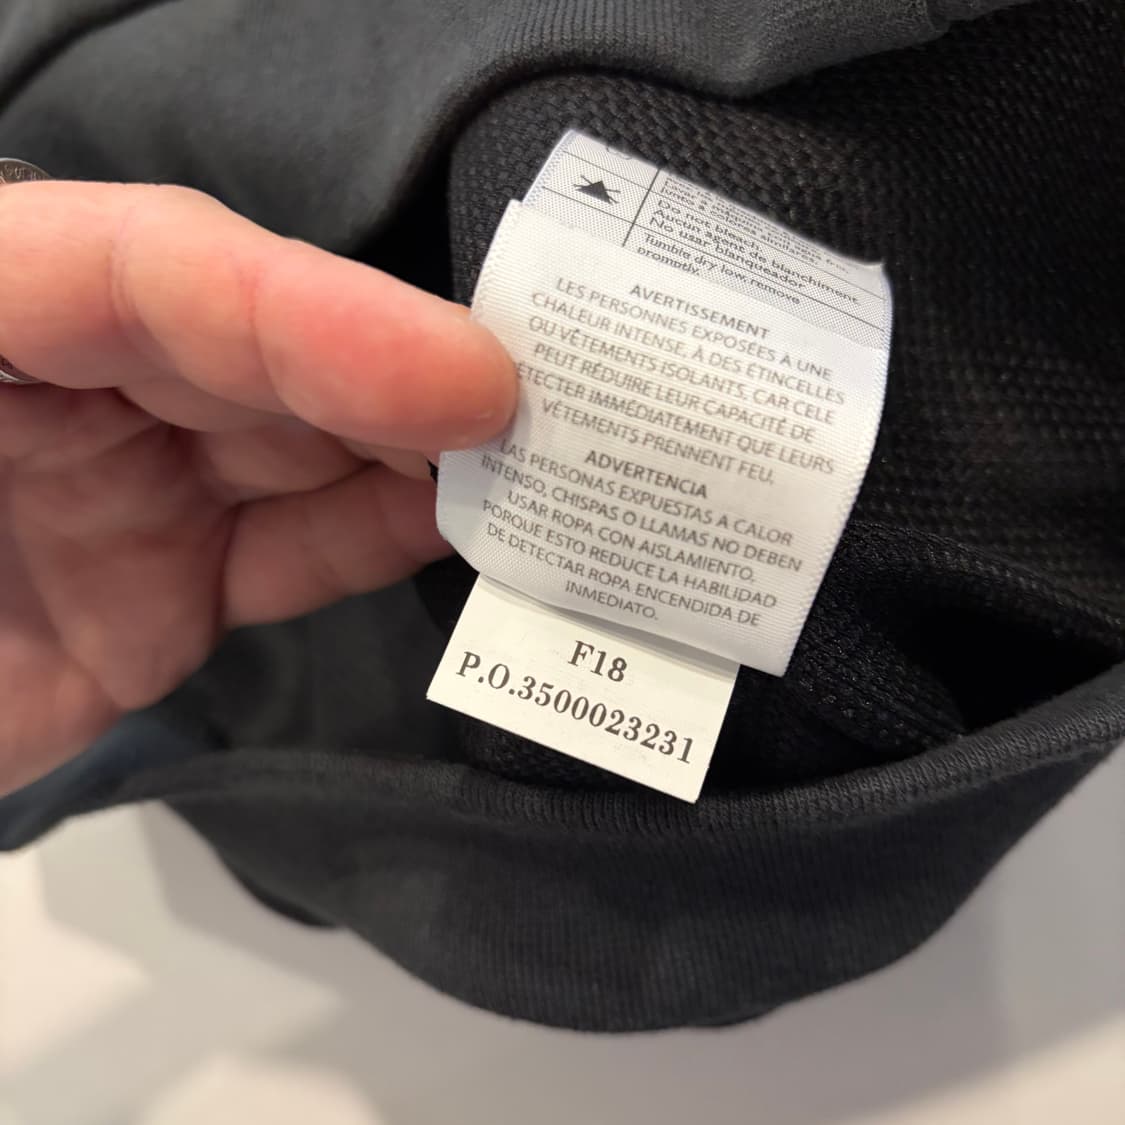 Do not bleach.
Aucun agent de blanchiment
No usar blanqueador
Tumble dry low, remove
promptly.
AVERTISSEMENT
LES PERSONNES EXPOSÉES À UNE
CHALEUR INTENSE, À DES ÉTINCELLES
OU VÊTEMENTS ISOLANTS, CAR CELE
PEUT RÉDUIRE LEUR CAPACITÉ DE
ÉTECTER IMMÉDIATEMENT QUE LEURS
VÊTEMENTS PRENNENT FEU,
ADVERTENCIA
LAS PERSONAS EXPUESTAS A CALOR
INTENSO, CHISPAS O LLAMAS NO DEBEN
USAR ROPA CON AISLAMIENTO,
PORQUE ESTO REDUCE LA HABILIDAD
DE DETECTAR ROPA ENCENDIDA DE
INMEDIATO.
F18
P.O.3500023231